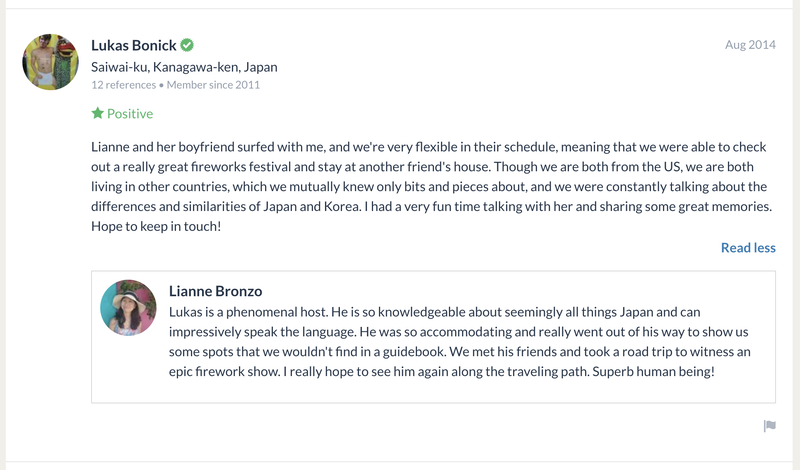 Lukas Bonick
Aug 2014
Saiwai-ku, Kanagawa-ken, Japan
12 references • Member since 2011
Positive
Lianne and her boyfriend surfed with me, and we're very flexible in their schedule, meaning that we were able to check
out a really great fireworks festival and stay at another friend's house. Though we are both from the US, we are both
living in other countries, which we mutually knew only bits and pieces about, and we were constantly talking about the
differences and similarities of Japan and Korea. I had a very fun time talking with her and sharing some great memories.
Hope to keep in touch!
Read less
Lianne Bronzo
Lukas is a phenomenal host. He is so knowledgeable about seemingly all things Japan and can
impressively speak the language. He was so accommodating and really went out of his way to show us
some spots that we wouldn't find in a guidebook. We met his friends and took a road trip to witness an
epic firework show. I really hope to see him again along the traveling path. Superb human being!